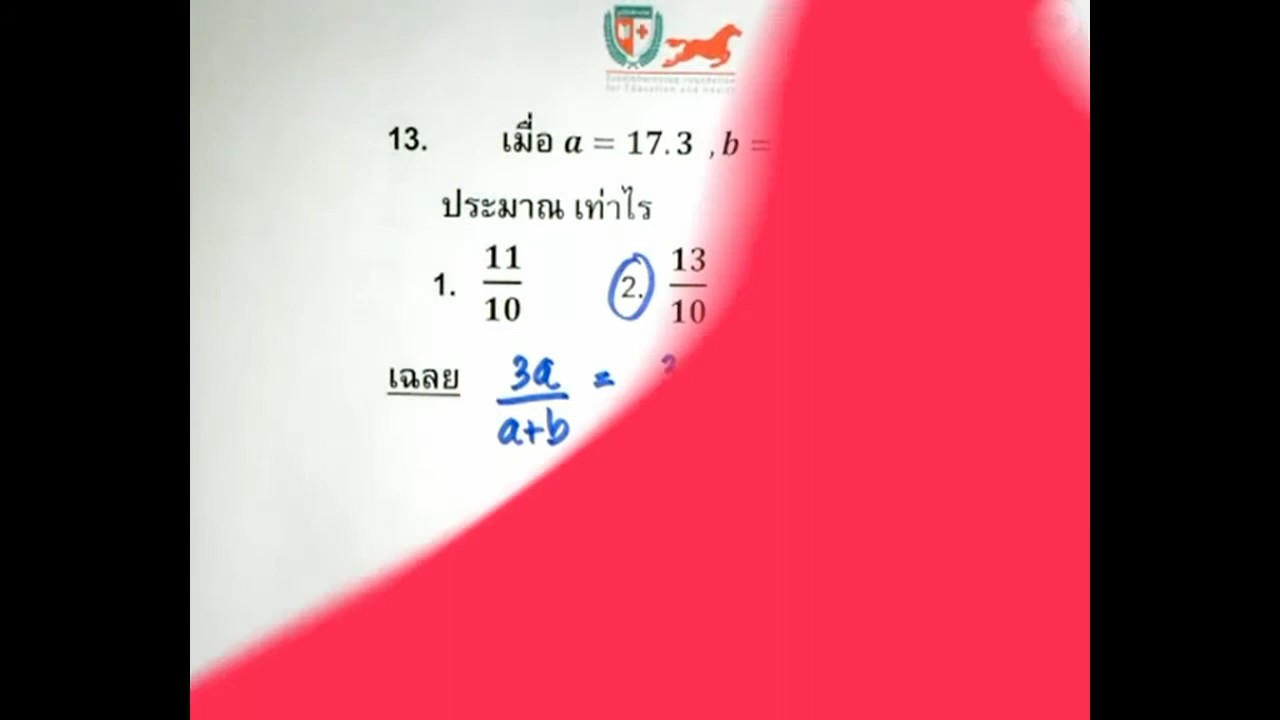 13. เมื่อ a = 17.3 , b =
ประมาณ เท่าไร
1. 11/10 2. 13/10
เฉลย 3a/a+b =